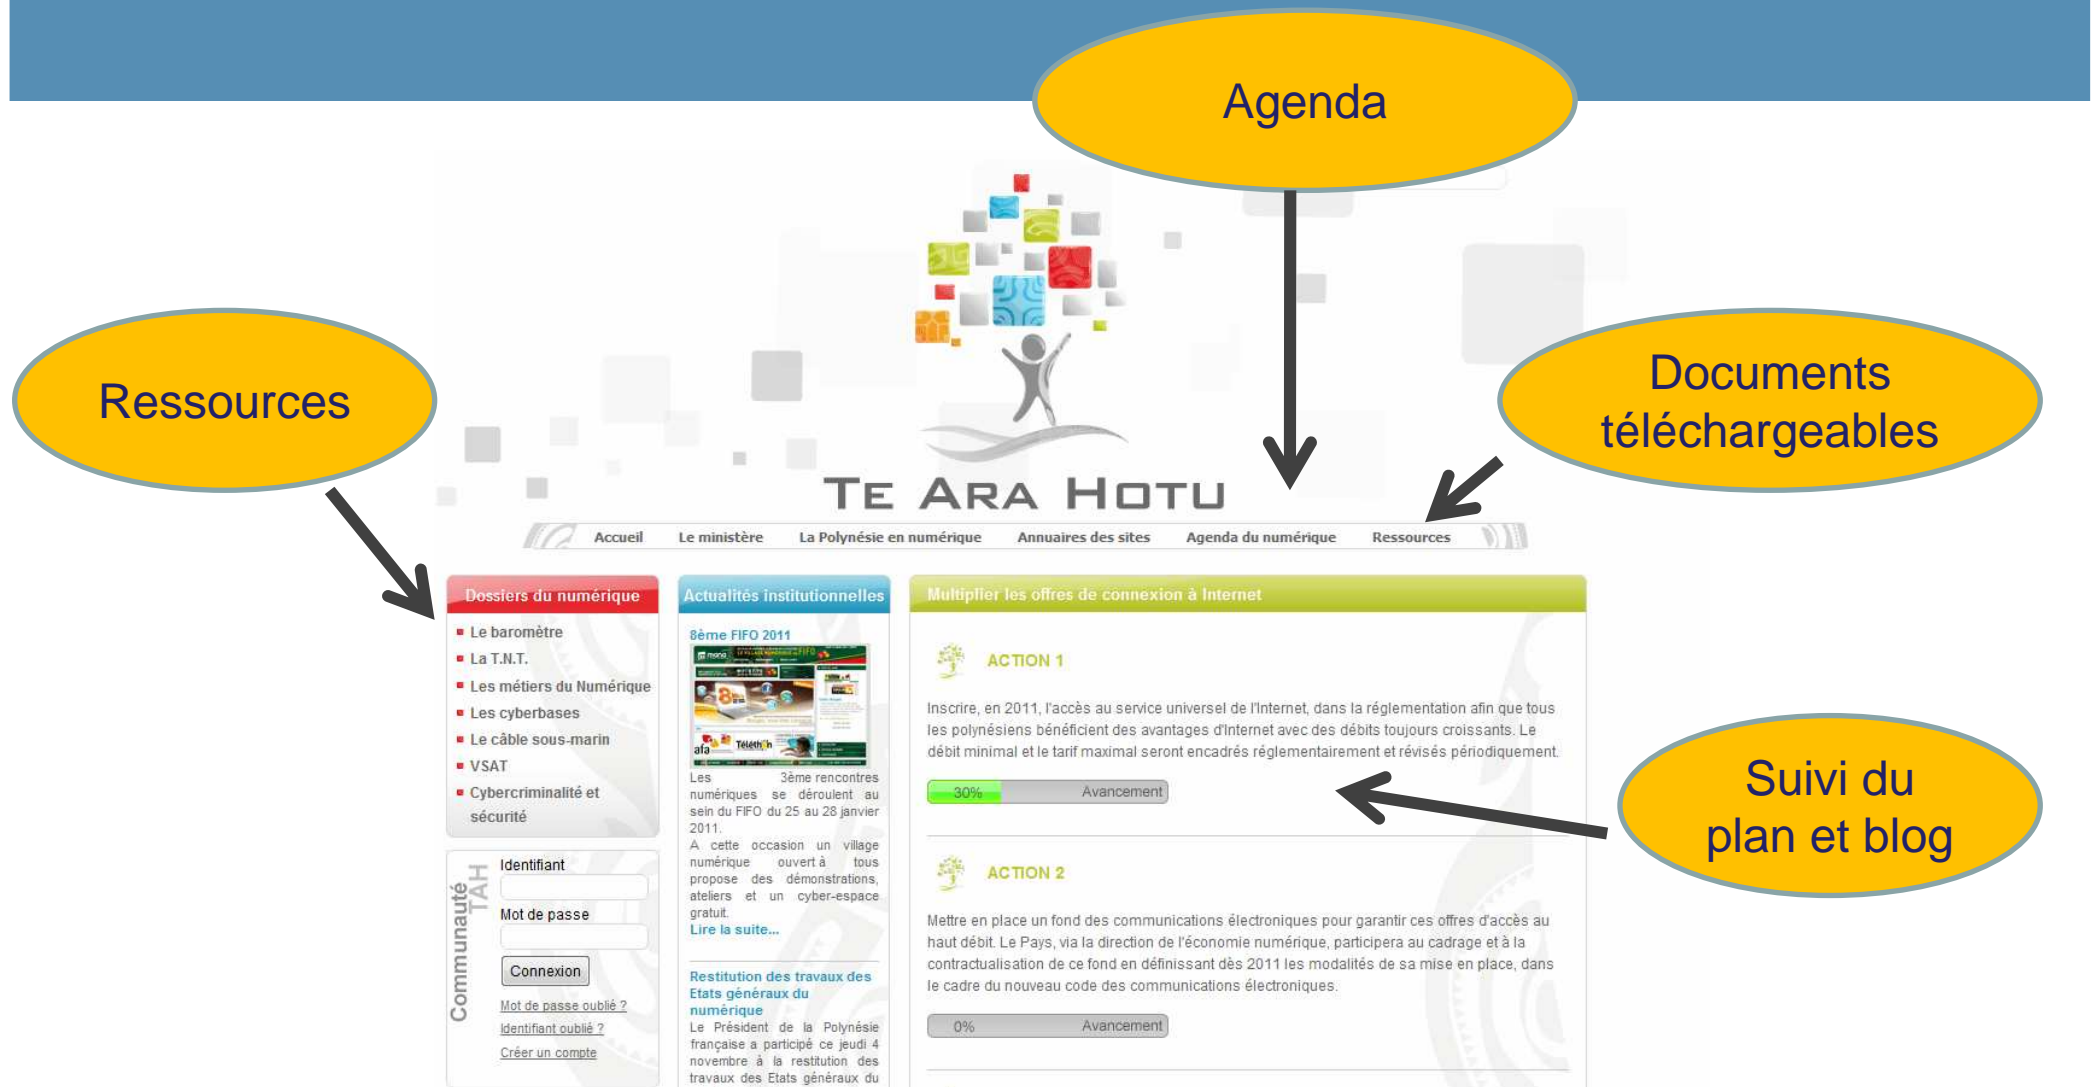 Agenda
Ressources
Documents
téléchargeables
TE ARA HOTU
Accueil Le ministère La Polynésie en numérique Annuaires des sites Agenda du numérique Ressources
Dossiers du numérique
Le baromètre
La T.N.T.
Les métiers du Numérique
Les cyberbases
Le câble sous-marin
VSAT
Cybercriminalité et
sécurité
Communauté
TAH
Identifiant
Mot de passe
Connexion
Mot de passe oublié ?
Identifiant oublié ?
Créer un compte
Actualités institutionnelles
8ème FIFO 2011
mana
afa
Téléthon
Les 3ème rencontres
numériques se déroulent au
sein du FIFO du 25 au 28 janvier
2011.
A cette occasion un village
numérique ouvert à tous
propose des démonstrations,
ateliers et un cyber-espace
gratuit.
Lire la suite...
Restitution des travaux des
Etats généraux du
numérique
Le Président de la Polynésie
française a participé ce jeudi 4
novembre à la restitution des
travaux des Etats généraux du
Multiplier les offres de connexion à Internet
ACTION 1
Inscrire, en 2011, l'accès au service universel de l'Internet, dans la réglementation afin que tous
les polynésiens bénéficient des avantages d'Internet avec des débits toujours croissants. Le
débit minimal et le tarif maximal seront encadrés réglementairement et révisés périodiquement.
30% Avancement
ACTION 2
Mettre en place un fond des communications électroniques pour garantir ces offres d'accès au
haut débit. Le Pays, via la direction de l'économie numérique, participera au cadrage et à la
contractualisation de ce fond en définissant dès 2011 les modalités de sa mise en place, dans
le cadre du nouveau code des communications électroniques.
0% Avancement
Suivi du
plan et blog